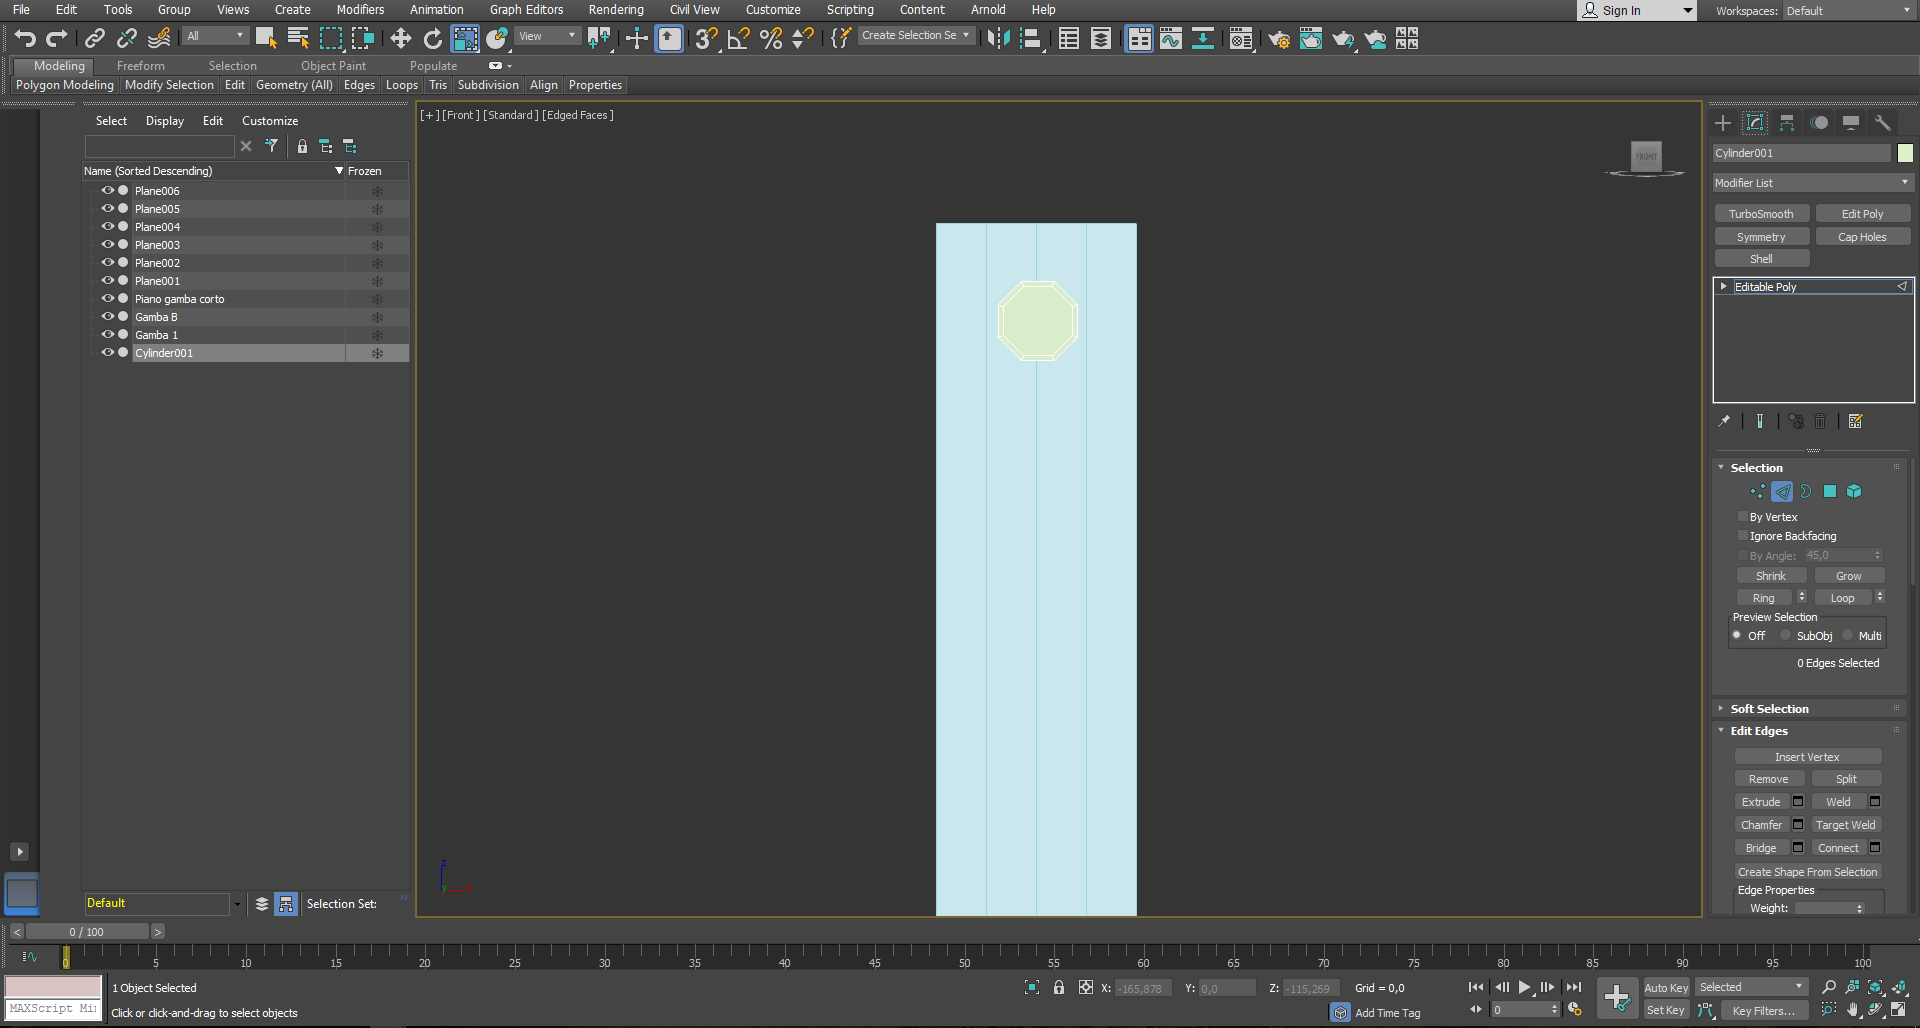 File Edit Tools Group Views Create Modifiers Animation Graph Editors Rendering Civil View Customize Scripting Content Arnold Help Sign In Workspaces: Default
All View Create Selection Se
Modeling Freeform Selection Object Paint Populate
Polygon Modeling Modify Selection Edit Geometry (All) Edges Loops Tris Subdivision Align Properties
Select Display Edit Customize
[+] [Front ] [Standard ] [Edged Faces ]
FRONT
Name (Sorted Descending) Frozen
Plane006
Plane005
Plane004
Plane003
Plane002
Plane001
Piano gamba corto
Gamba B
Gamba 1
Cylinder001
Cylinder001
Modifier List
TurboSmooth Edit Poly
Symmetry Cap Holes
Shell
Editable Poly
Selection
By Vertex
Ignore Backfacing
By Angle: 45,0
Shrink Grow
Ring Loop
Preview Selection
Off SubObj Multi
0 Edges Selected
Soft Selection
Edit Edges
Insert Vertex
Remove Split
Extrude Weld
Chamfer Target Weld
Bridge Connect
Create Shape From Selection
Edge Properties
Weight:
z
Default Selection Set:
< 0 / 100 >
0 5 10 15 20 25 30 35 40 45 50 55 60 65 70 75 80 85 90 95 100
1 Object Selected X: -165,878 Y: 0,0 Z: -115,269 Grid = 0,0 Auto Key Selected
MAXScript Mi Click or click-and-drag to select objects Add Time Tag 0 Set Key Key Filters...